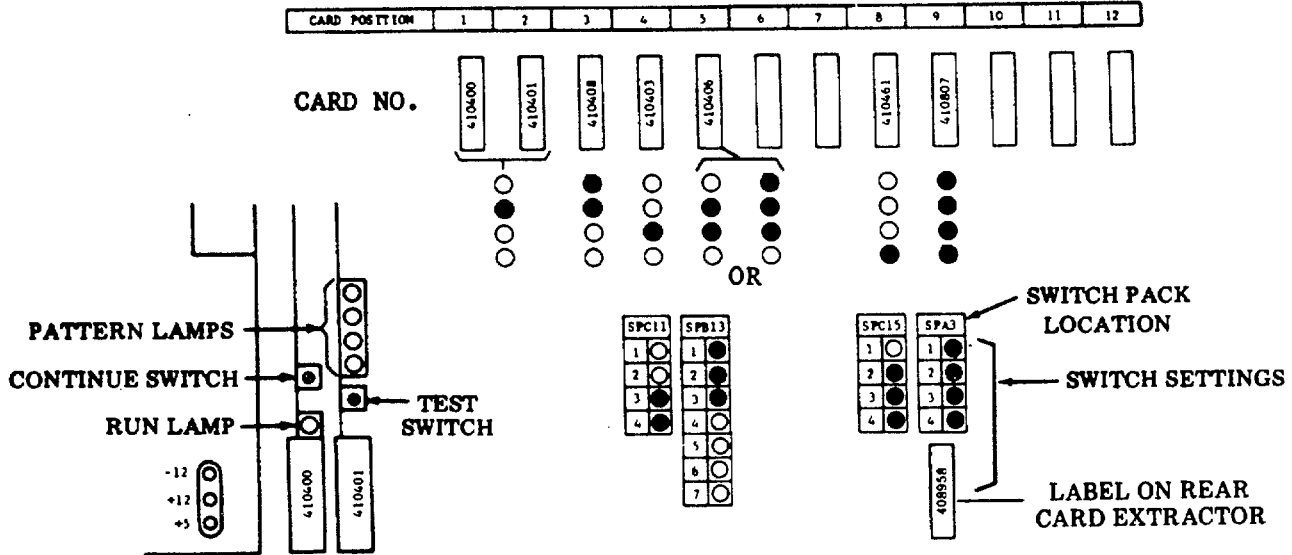 CARD POSITION 1 2 3 4 5 6 7 8 9 10 11 12
CARD NO.
410400 410401 410408 410403 410406 410461 410807
OR
SWITCH PACK
LOCATION
SPC11 SPB13 SPC15 SPA3
1 1 1 1
2 2 2 2
3 3 3 3
4 4 4 4
5
6
7
SWITCH SETTINGS
PATTERN LAMPS
CONTINUE SWITCH
TEST
SWITCH
RUN LAMP
-12
+12
+5
410400 410401
408958
LABEL ON REAR
CARD EXTRACTOR